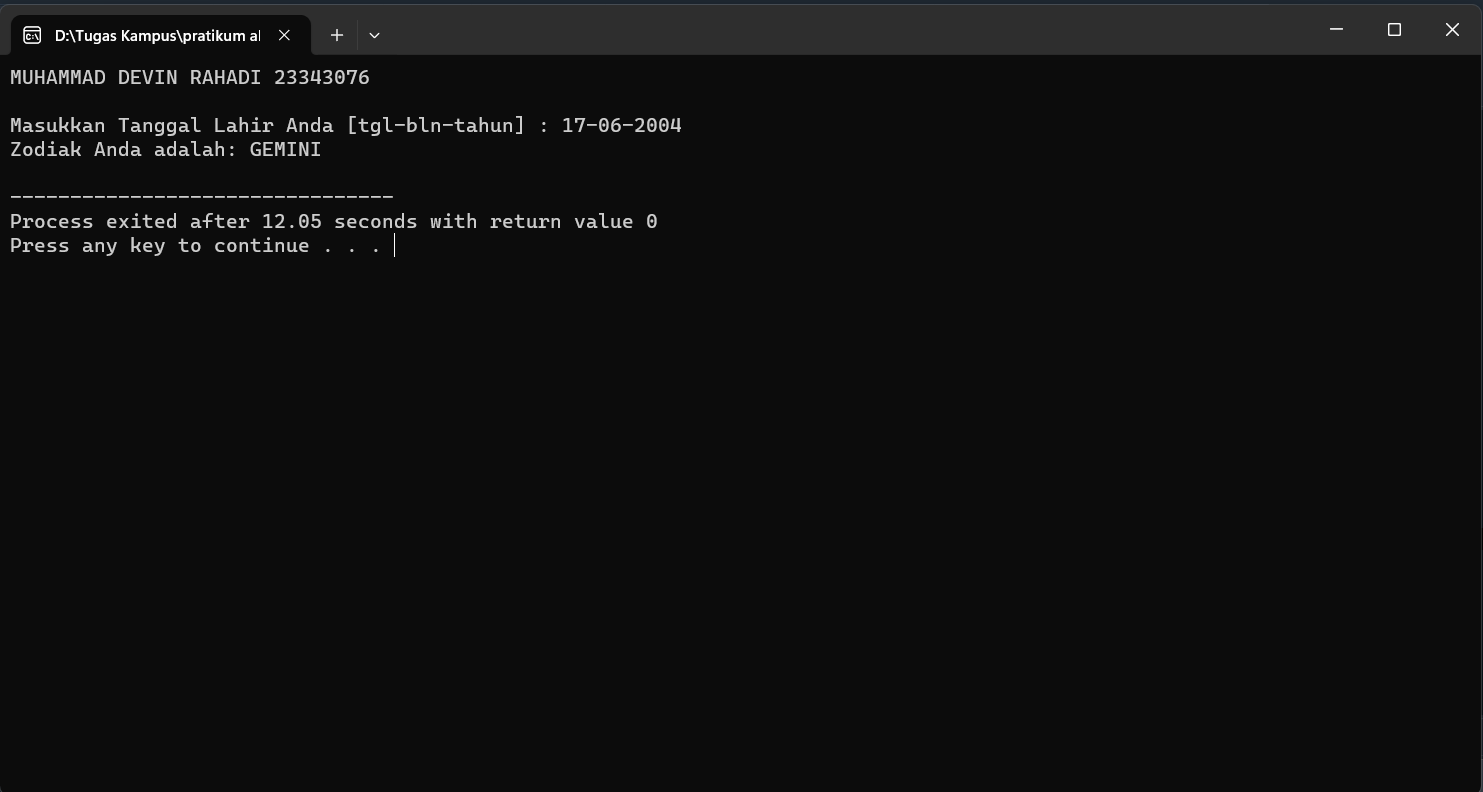 D:\Tugas Kampus\pratikum al
MUHAMMAD DEVIN RAHADI 23343076
Masukkan Tanggal Lahir Anda [tgl-bln-tahun] : 17-06-2004
Zodiak Anda adalah: GEMINI
--------------------------------
Process exited after 12.05 seconds with return value 0
Press any key to continue . . .